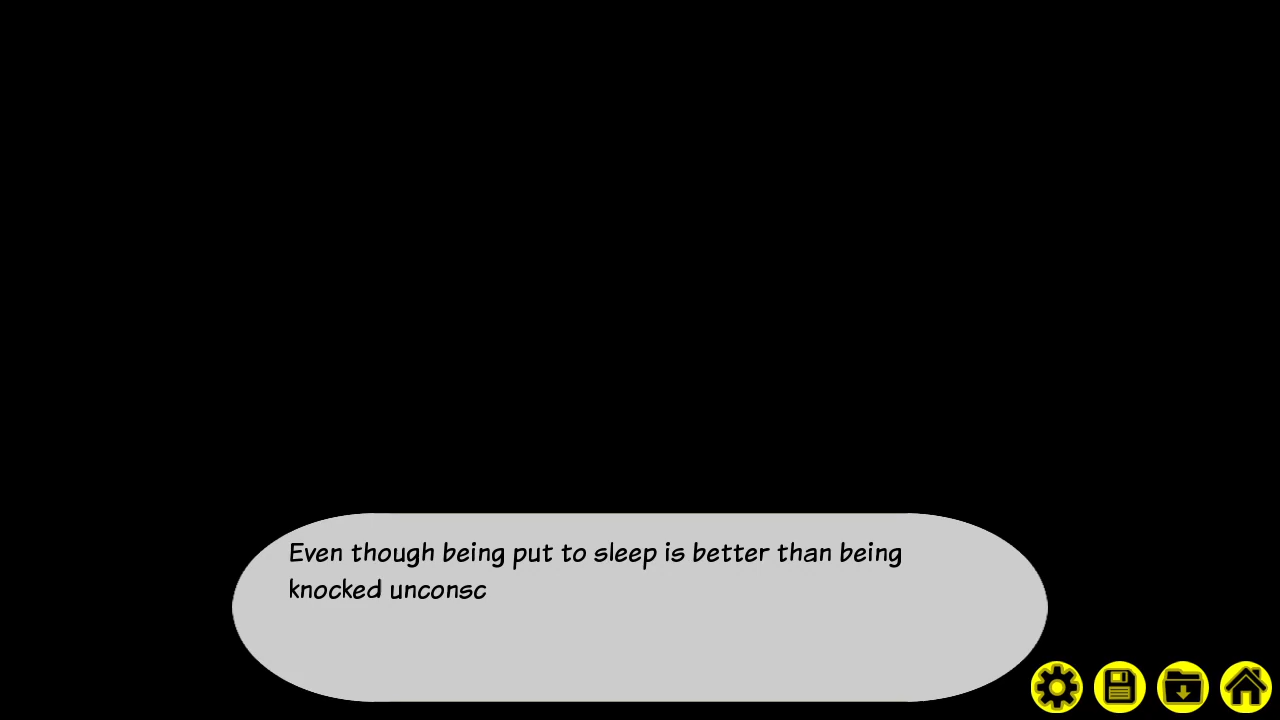 Even though being put to sleep is better than being
knocked unconsc